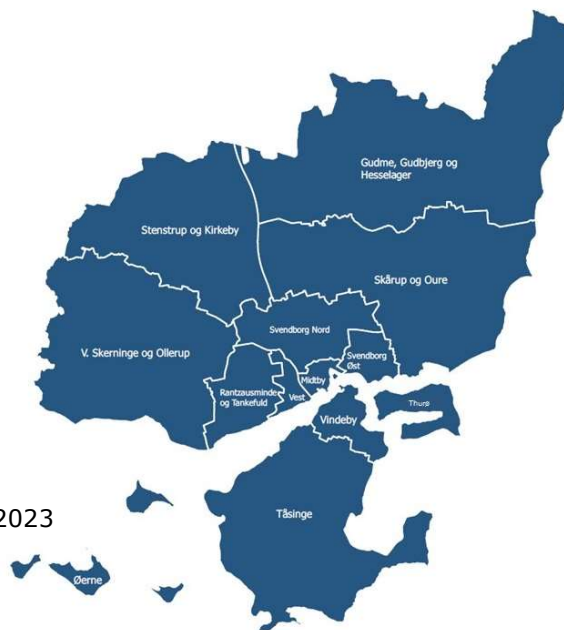 Gudme, Gudbjerg og
Hesselager
Stenstrup og Kirkeby
Skårup og Oure
Svendborg Nord
V. Skerninge og Ollerup
Svendborg
Øst
Midtby
Rantzausminde
og Tankefuld
Vest
Thurø
Vindeby
Tåsinge
2023
Øerne